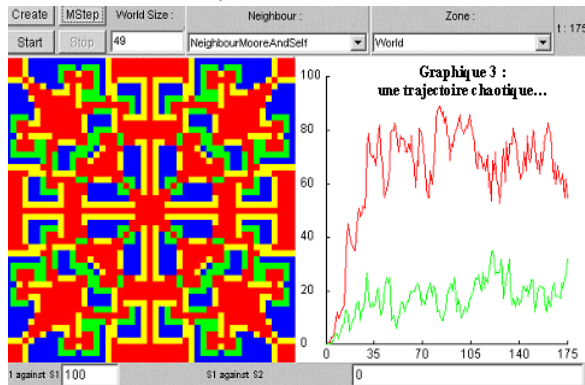 Create MStep World Size : Neighbour : Zone :
t : 175
Start Stop 49 NeighbourMooreAndSelf World
Graphique 3 :
une trajectoire chaotique...
100
80
60
40
20
0
0 35 70 105 140 175
1 against S1 100 S1 against S2 0